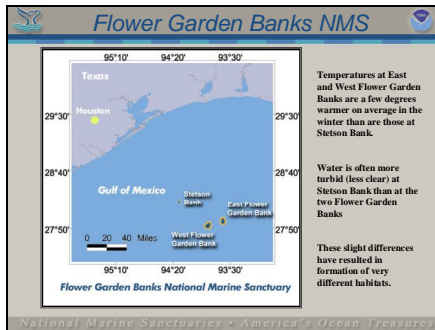 Flower Garden Banks NMS
95°10' 94°20' 93°30'
Texas
Houston
29°30' 29°30'
28°40' 28°40'
Gulf of Mexico
Stetson
Bank
East Flower
Garden Bank
27°50' 27°50'
West Flower
Garden Bank
0 20 40 Miles
95°10' 94°20' 93°30'
Flower Garden Banks National Marine Sanctuary
Temperatures at East
and West Flower Garden
Banks are a few degrees
warmer on average in the
winter than are those at
Stetson Bank.
Water is often more
turbid (less clear) at
Stetson Bank than at the
two Flower Garden
Banks
These slight differences
have resulted in
formation of very
different habitats.
National Marine Sanctuaries • America's Ocean Treasures